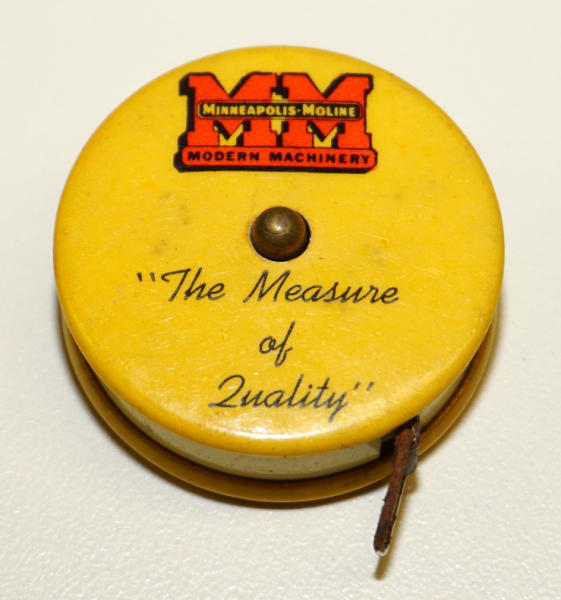 MM
MINNEAPOLIS-MOLINE
MODERN MACHINERY
"The Measure
of
Quality"